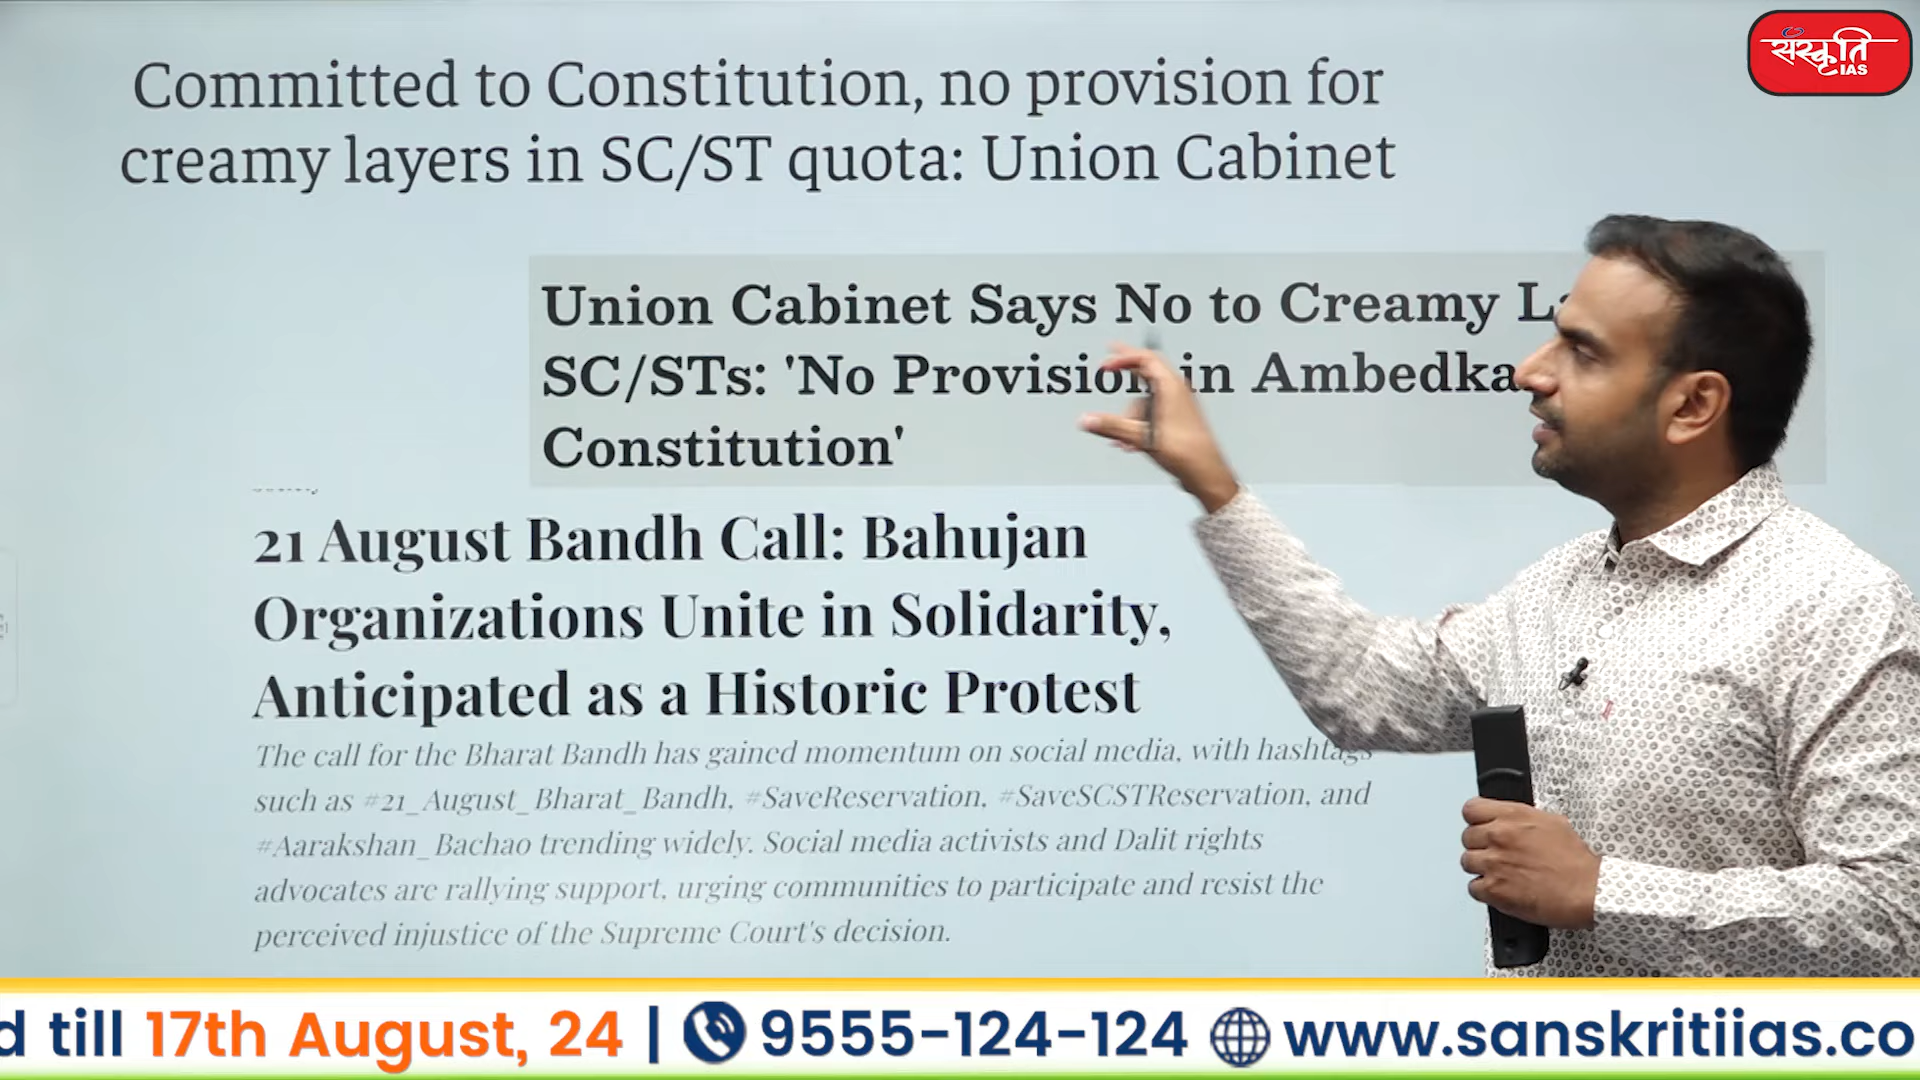 संस्कृति
IAS
Committed to Constitution, no provision for
creamy layers in SC/ST quota: Union Cabinet
Union Cabinet Says No to Creamy
SC/STs: 'No Provision in
Constitution'
21 August Bandh Call: Bahujan
Organizations Unite in Solidarity,
Anticipated as a Historic Protest
The call for the Bharat Bandh has gained momentum on social media, with hashtags
such as #21_August_Bharat_Bandh, #SaveReservation, #SaveSCSTReservation, and
#Aarakshan_Bachao trending widely. Social media activists and Dalit rights
advocates are rallying support, urging communities to participate and resist the
perceived injustice of the Supreme Court's decision.
till 17th August, 24 | 9555-124-124 www.sanskritiias.co